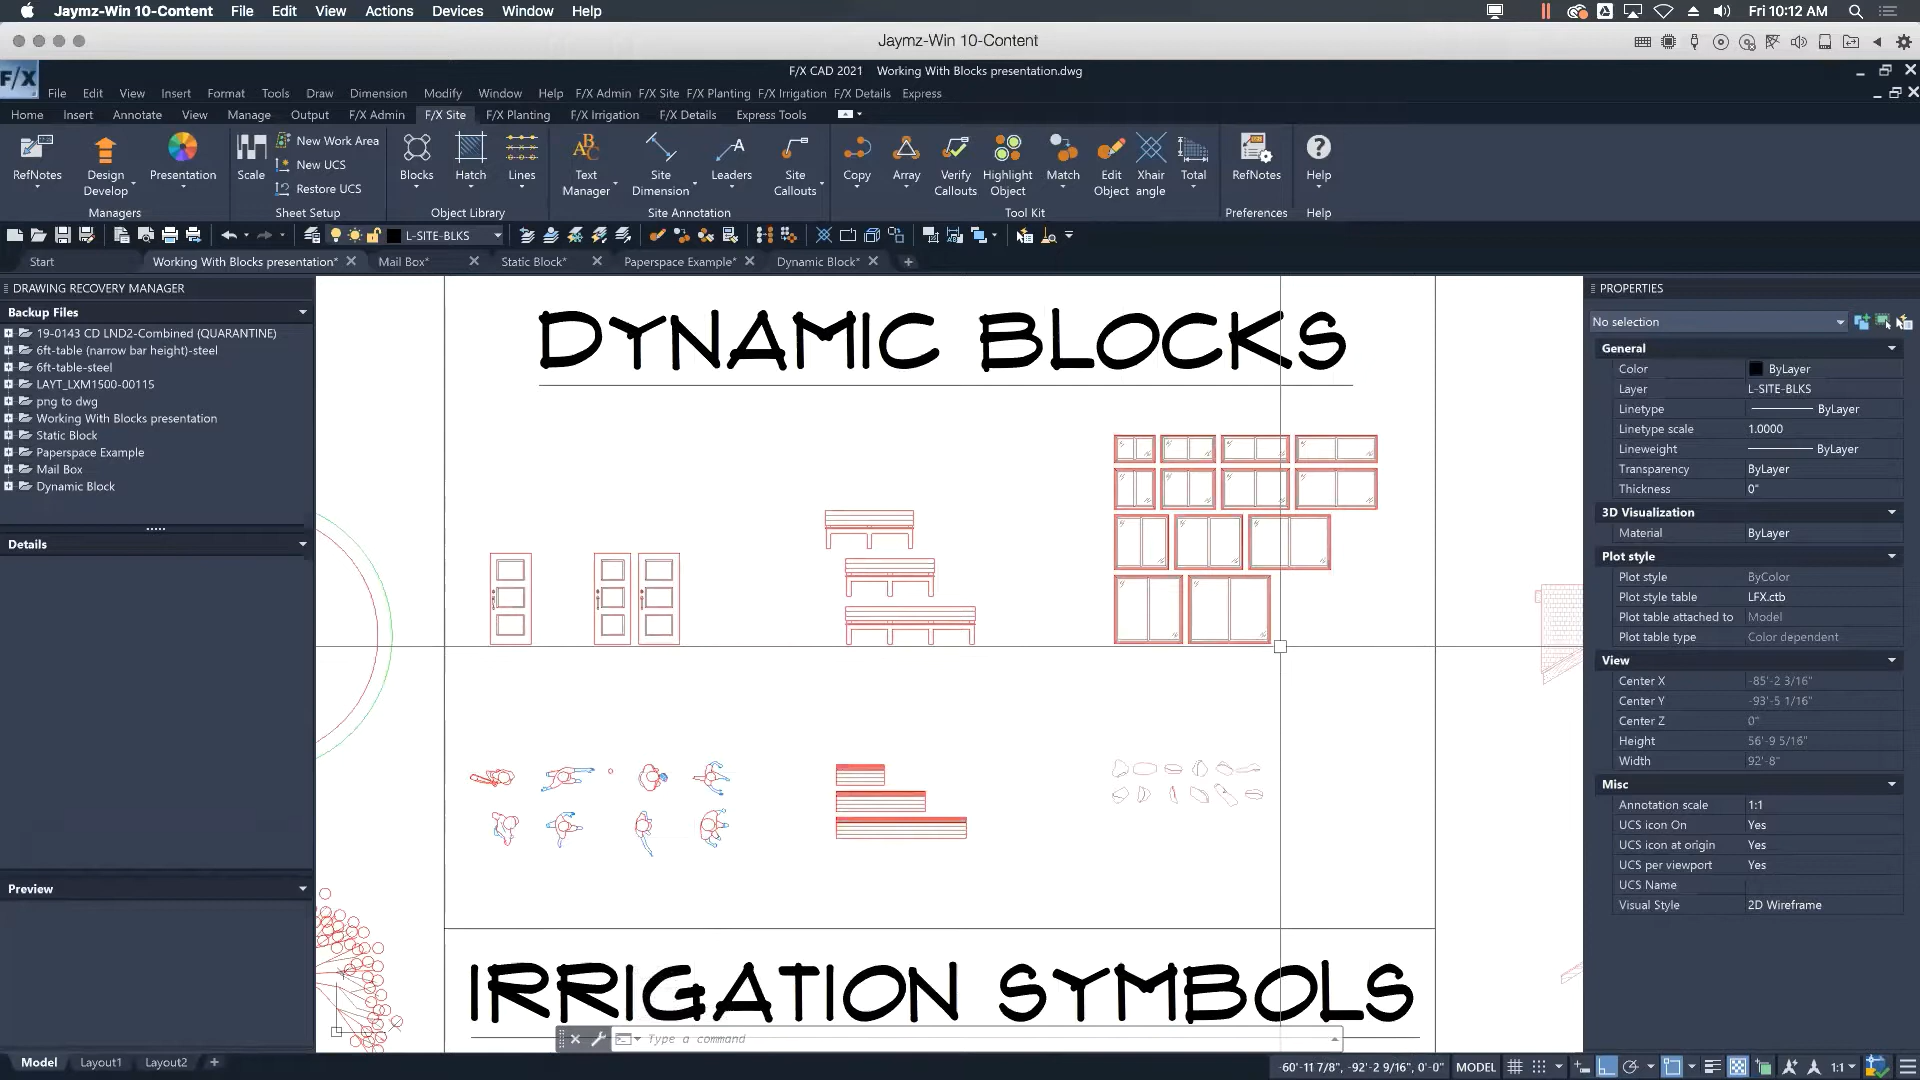 Jaymz-Win 10-Content File Edit View Actions Devices Window Help Fri 10:12 AM
Jaymz-Win 10-Content
F/X
F/X CAD 2021 Working With Blocks presentation.dwg
File Edit View Insert Format Tools Draw Dimension Modify Window Help F/X Admin F/X Site F/X Planting F/X Irrigation F/X Details Express
Home Insert Annotate View Manage Output F/X Admin F/X Site F/X Planting F/X Irrigation F/X Details Express Tools
RefNotes
Design Develop
Presentation
Managers
Scale
New Work Area
New UCS
Restore UCS
Sheet Setup
Blocks
Hatch
Lines
Object Library
Text Manager
Site Dimension
Leaders
Site Callouts
Site Annotation
Copy
Array
Verify Callouts
Highlight Object
Match
Edit Object
Xhair angle
Total
Tool Kit
RefNotes
Preferences
Help
Help
L-SITE-BLKS
Start Working With Blocks presentation* Mail Box* Static Block* Paperspace Example* Dynamic Block*
DRAWING RECOVERY MANAGER
Backup Files
19-0143 CD LND2-Combined (QUARANTINE)
6ft-table (narrow bar height)-steel
6ft-table-steel
LAYT_LXM1500-00115
png to dwg
Working With Blocks presentation
Static Block
Paperspace Example
Mail Box
Dynamic Block
Details
Preview
DYNAMIC BLOCKS
IRRIGATION SYMBOLS
Type a command
PROPERTIES
No selection
General
Color ByLayer
Layer L-SITE-BLKS
Linetype ByLayer
Linetype scale 1.0000
Lineweight ByLayer
Transparency ByLayer
Thickness 0"
3D Visualization
Material ByLayer
Plot style
Plot style ByColor
Plot style table LFX.ctb
Plot table attached to Model
Plot table type Color dependent
View
Center X -85'-2 3/16"
Center Y -93'-5 1/16"
Center Z 0"
Height 56'-9 5/16"
Width 92'-8"
Misc
Annotation scale 1:1
UCS icon On Yes
UCS icon at origin Yes
UCS per viewport Yes
UCS Name
Visual Style 2D Wireframe
Model Layout1 Layout2
-60'-11 7/8", -92'-2 9/16", 0'-0" MODEL 1:1